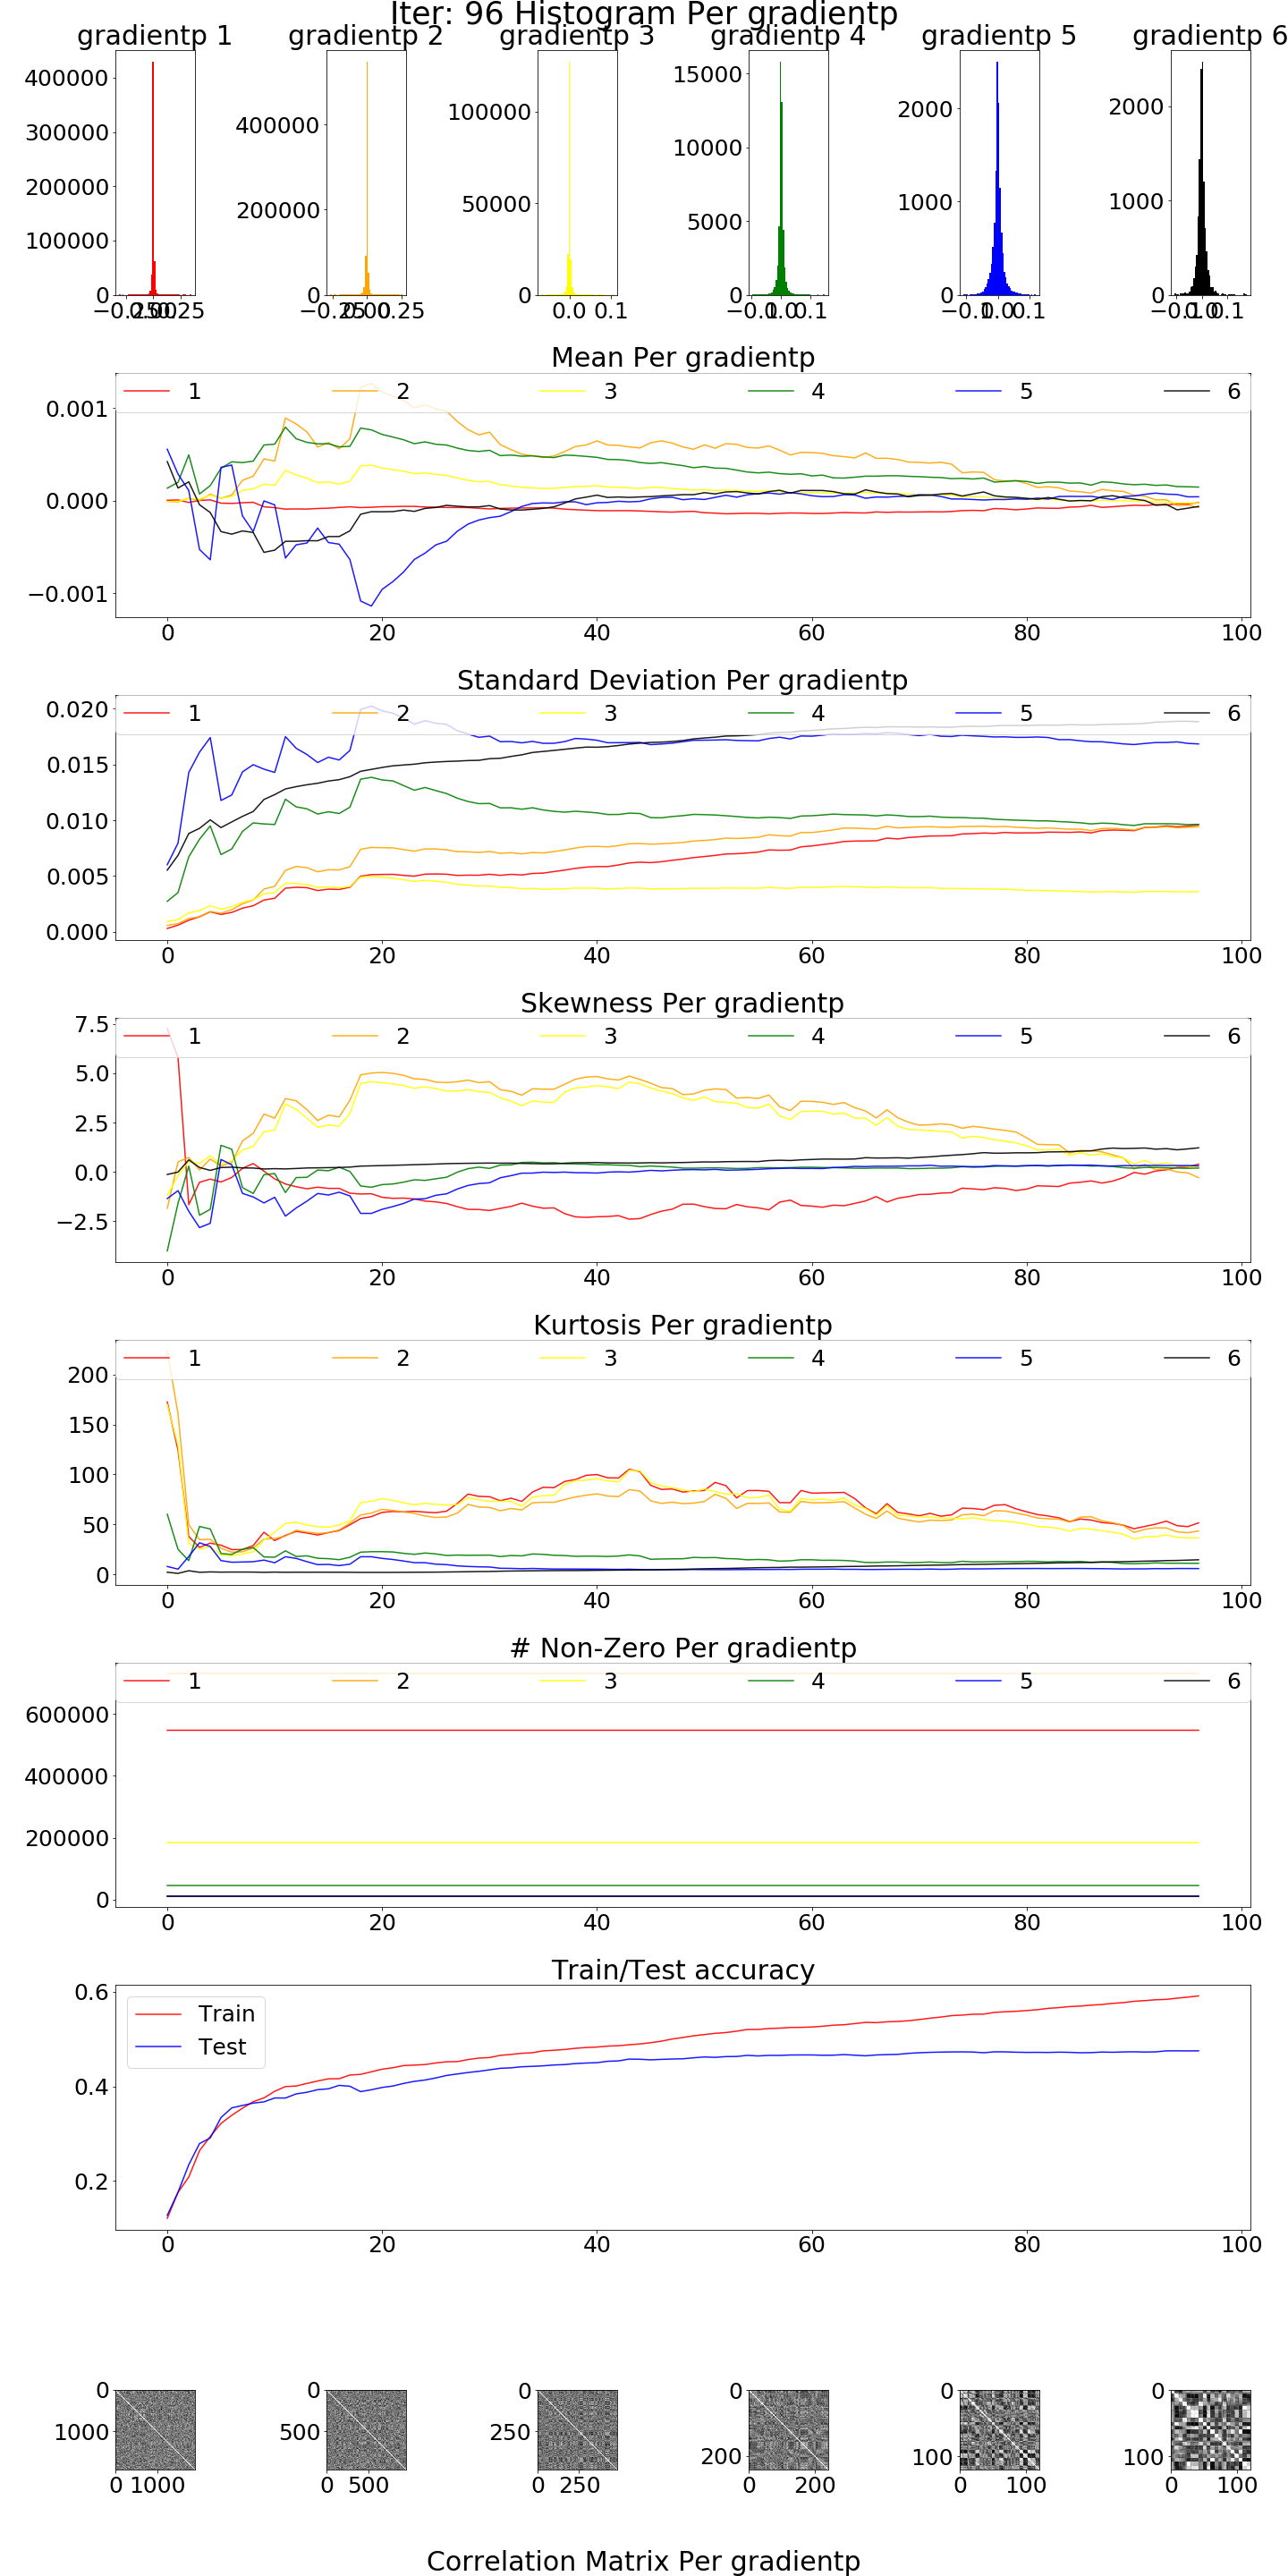 Iter: 96 Histogram Per gradientp
gradientp 1 gradientp 2 gradientp 3 gradientp 4 gradientp 5 gradientp 6
400000
300000
200000
100000
0
400000
200000
0
100000
50000
0
0.0 0.1
15000
10000
5000
0
2000
1000
0
2000
1000
0
Mean Per gradientp
1 2 3 4 5 6
0.001
0.000
−0.001
0 20 40 60 80 100
Standard Deviation Per gradientp
1 2 3 4 5 6
0.020
0.015
0.010
0.005
0.000
0 20 40 60 80 100
Skewness Per gradientp
1 2 3 4 5 6
7.5
5.0
2.5
0.0
−2.5
0 20 40 60 80 100
Kurtosis Per gradientp
1 2 3 4 5 6
200
150
100
50
0
0 20 40 60 80 100
# Non-Zero Per gradientp
1 2 3 4 5 6
600000
400000
200000
0
0 20 40 60 80 100
Train/Test accuracy
Train
Test
0.6
0.4
0.2
0 20 40 60 80 100
0
1000
0 1000
0
500
0 500
0
250
0 250
0
200
0 200
0
100
0 100
0
100
0 100
Correlation Matrix Per gradientp